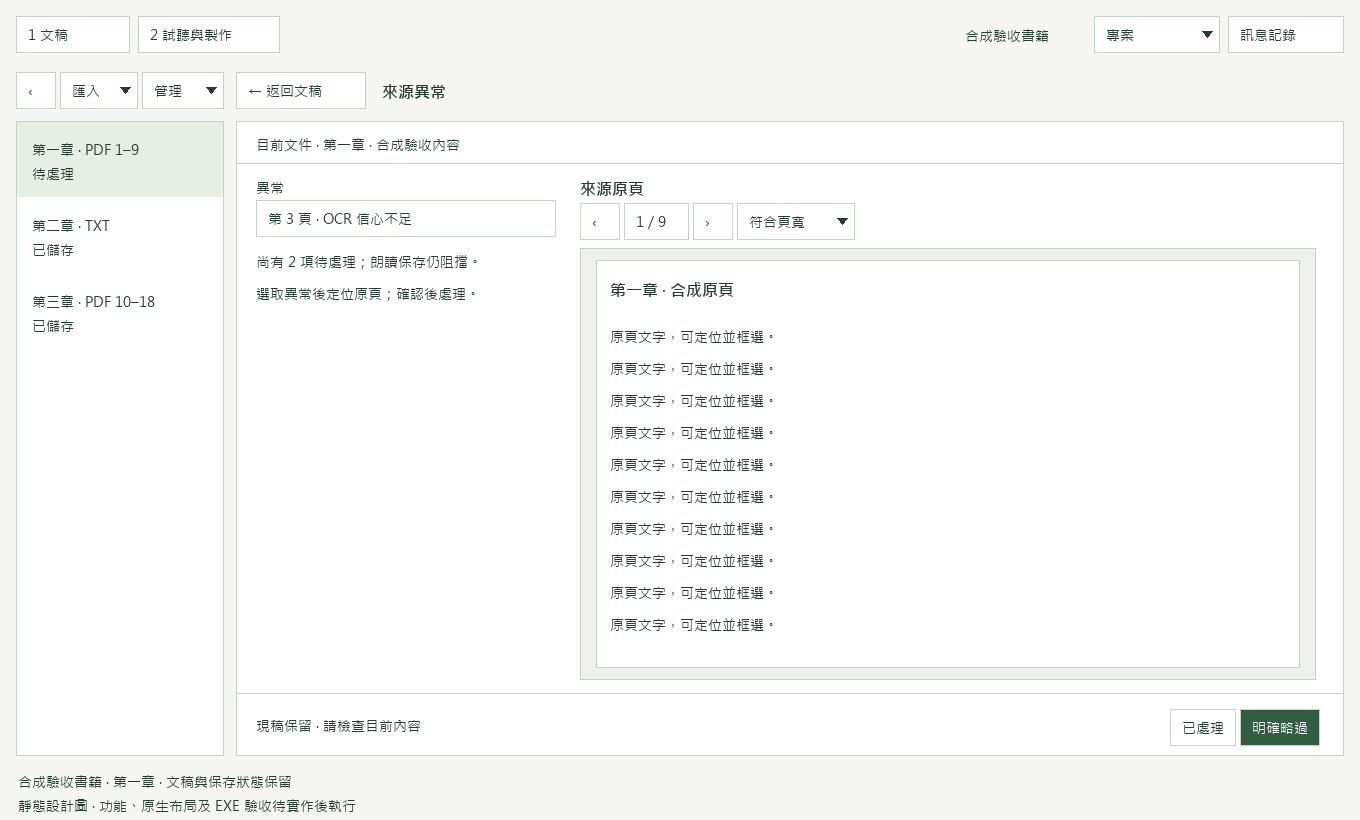 1 文稿
2 試聽與製作
合成驗收書籍
專案
訊息記錄
‹
匯入
管理
← 返回文稿
來源異常
第一章 · PDF 1–9
待處理
第二章 · TXT
已儲存
第三章 · PDF 10–18
已儲存
目前文件 · 第一章 · 合成驗收內容
異常
第 3 頁 · OCR 信心不足
尚有 2 項待處理；朗讀保存仍阻擋。
選取異常後定位原頁；確認後處理。
來源原頁
‹
1 / 9
›
符合頁寬
第一章 · 合成原頁
原頁文字，可定位並框選。
原頁文字，可定位並框選。
原頁文字，可定位並框選。
原頁文字，可定位並框選。
原頁文字，可定位並框選。
原頁文字，可定位並框選。
原頁文字，可定位並框選。
原頁文字，可定位並框選。
原頁文字，可定位並框選。
原頁文字，可定位並框選。
現稿保留 · 請檢查目前內容
已處理
明確略過
合成驗收書籍 · 第一章 · 文稿與保存狀態保留
靜態設計圖 · 功能、原生布局及 EXE 驗收待實作後執行